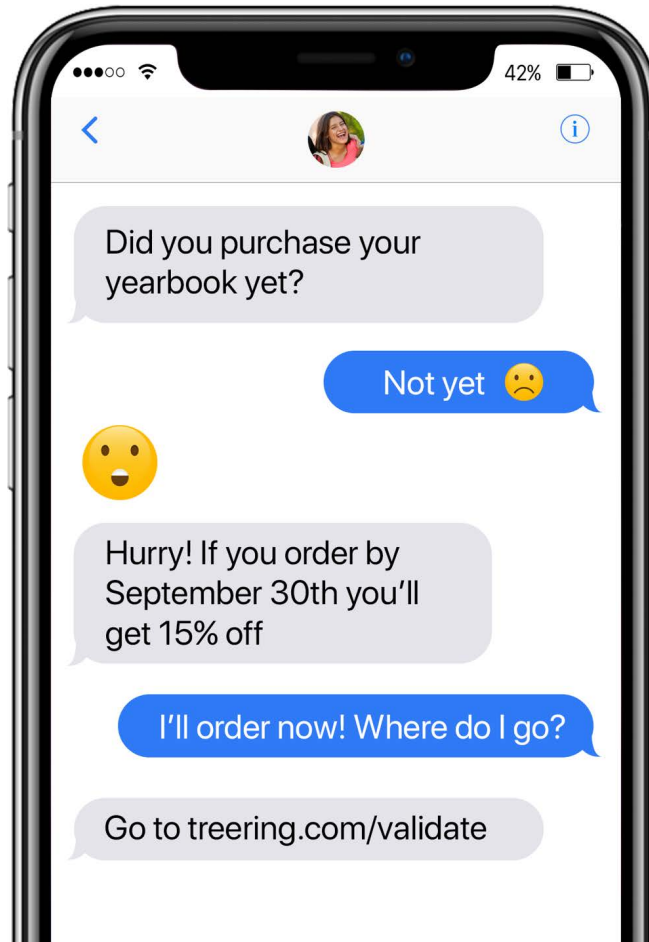 42%
Did you purchase your
yearbook yet?
Not yet ☹️
😮
Hurry! If you order by
September 30th you’ll
get 15% off
I’ll order now! Where do I go?
Go to treering.com/validate